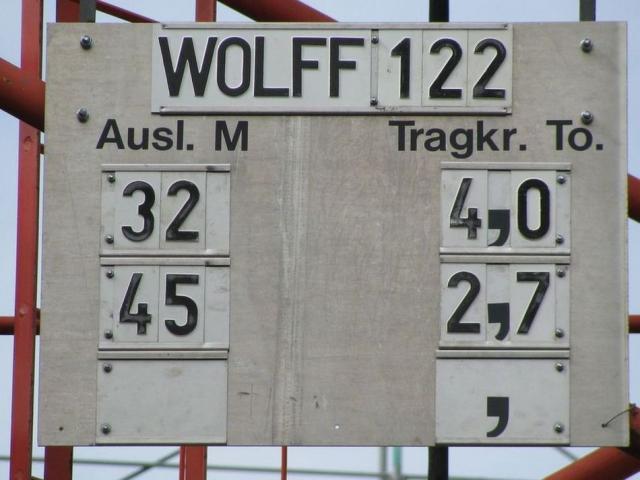 WOLFF 122
Ausl. M Tragkr. To.
32 4,0
45 2,7
,